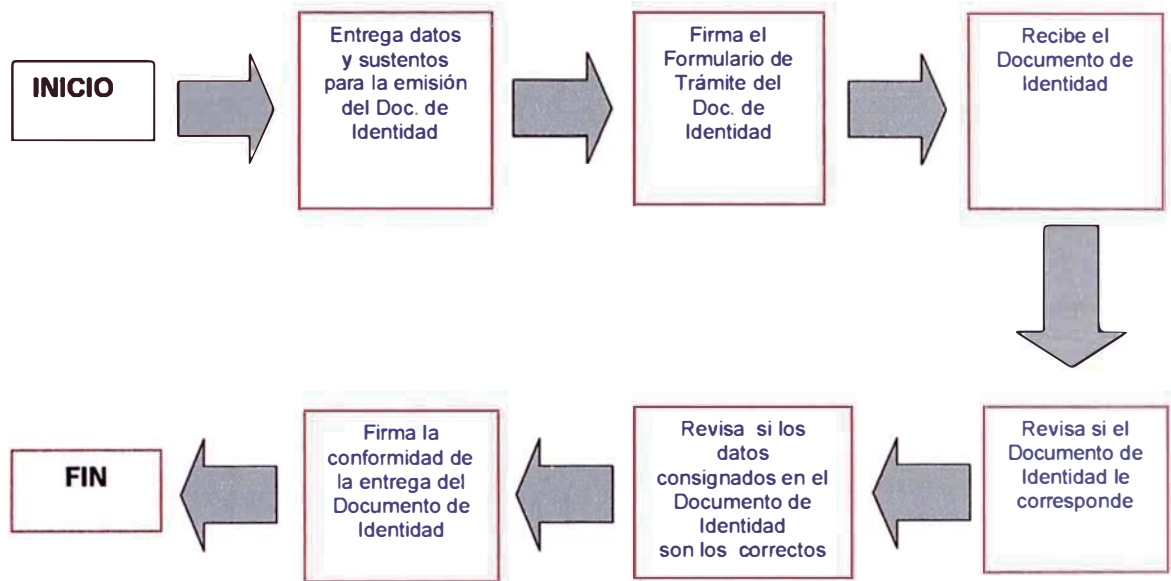 INICIO
Entrega datos
y sustentos
para la emisión
del Doc. de
Identidad
Firma el
Formulario de
Trámite del
Doc. de
Identidad
Recibe el
Documento de
Identidad
Revisa si el
Documento de
Identidad le
corresponde
Revisa si los
datos
consignados en el
Documento de
Identidad
son los correctos
Firma la
conformidad de
la entrega del
Documento de
Identidad
FIN